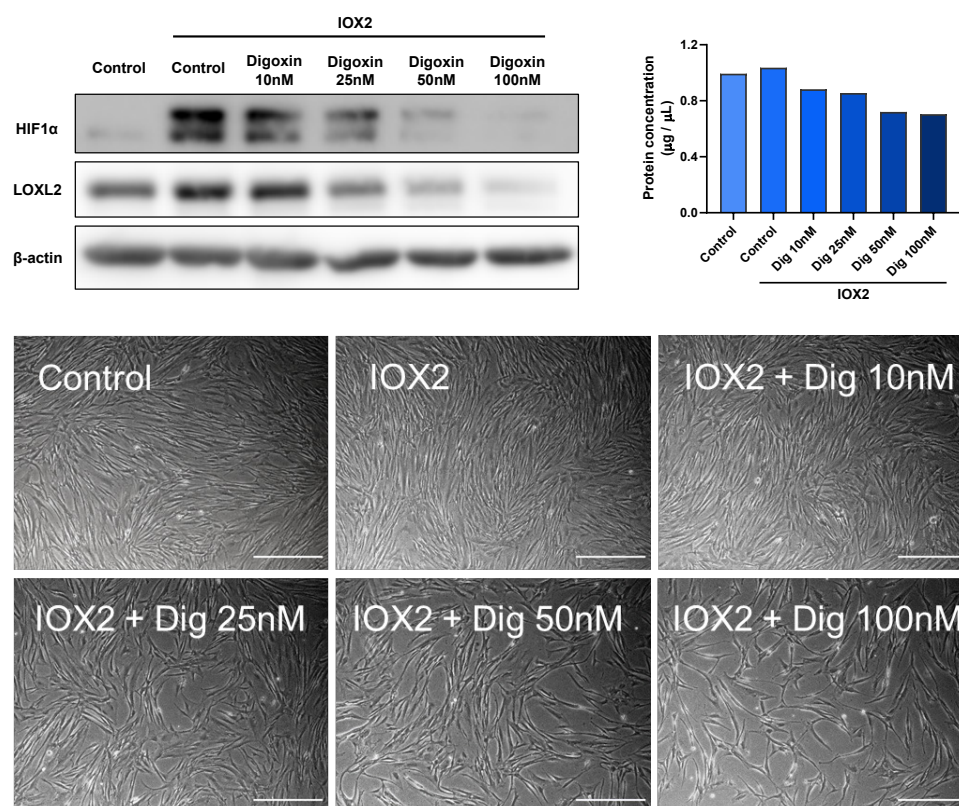 IOX2
Control Control Digoxin 10nM Digoxin 25nM Digoxin 50nM Digoxin 100nM
HIF1α
LOXL2
β-actin
Protein concentration
(μg / μL)
1.2
0.8
0.4
0.0
Control Control Dig 10nM Dig 25nM Dig 50nM Dig 100nM
IOX2
Control
IOX2
IOX2 + Dig 10nM
IOX2 + Dig 25nM
IOX2 + Dig 50nM
IOX2 + Dig 100nM